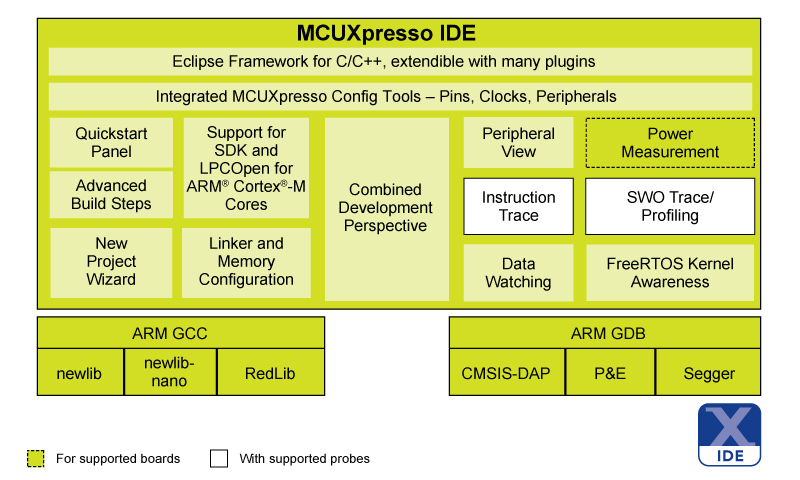 MCUXpresso IDE
Eclipse Framework for C/C++, extendible with many plugins
Integrated MCUXpresso Config Tools – Pins, Clocks, Peripherals
Quickstart
Panel
Advanced
Build Steps
New
Project
Wizard
Support for
SDK and
LPCOpen for
ARM® Cortex®-M
Cores
Linker and
Memory
Configuration
Combined
Development
Perspective
Peripheral
View
Instruction
Trace
Data
Watching
Power
Measurement
SWO Trace/
Profiling
FreeRTOS Kernel
Awareness
ARM GCC
newlib
newlib-
nano
RedLib
ARM GDB
CMSIS-DAP
P&E
Segger
X
IDE
For supported boards
With supported probes